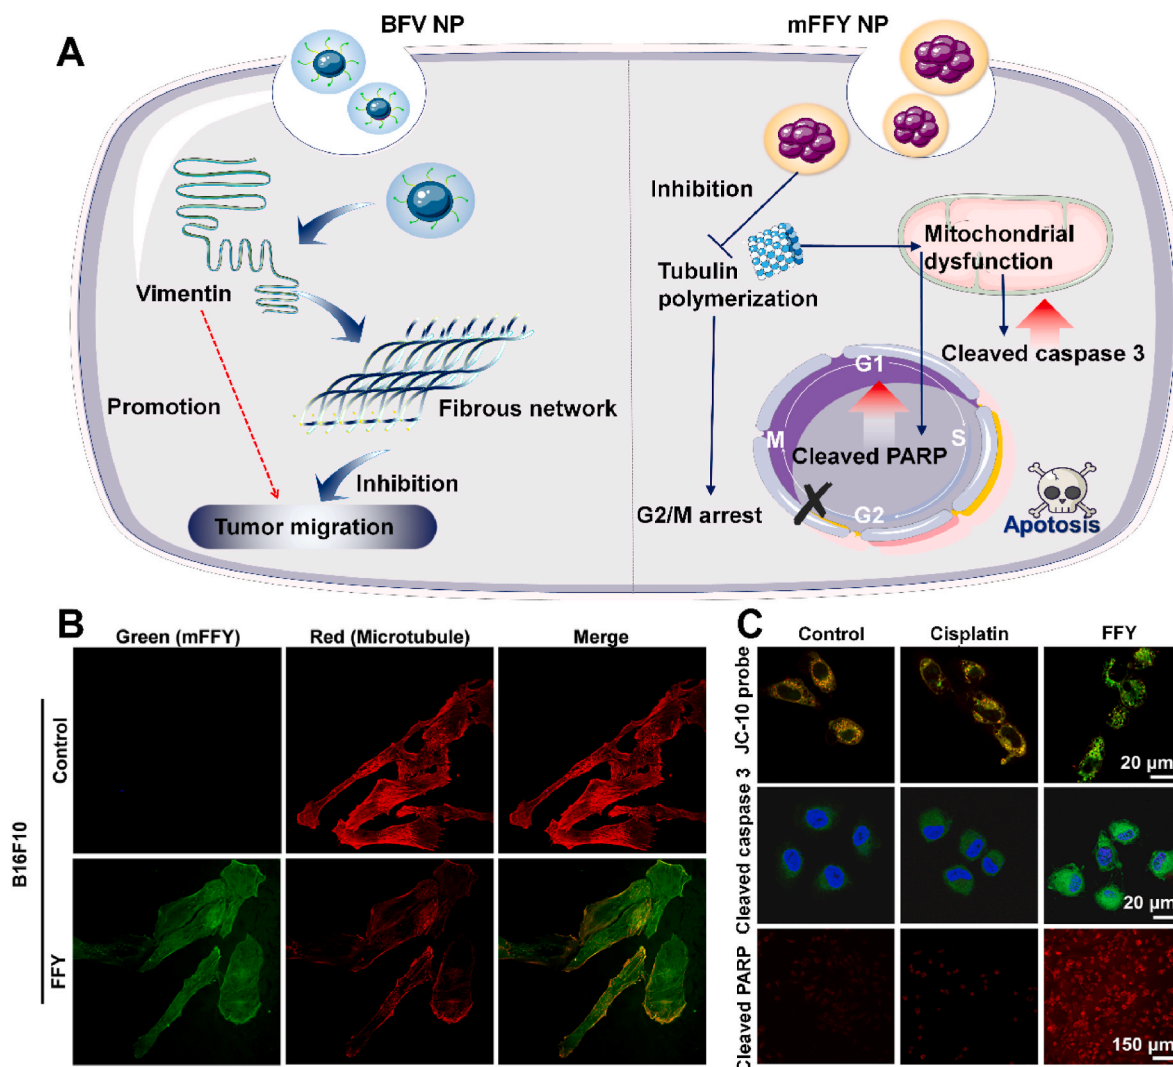 A
BFV NP
mFFY NP
Inhibition
Vimentin
Tubulin
polymerization
Mitochondrial
dysfunction
Cleaved caspase 3
Promotion
Fibrous network
G1
M
S
Cleaved PARP
G2
Inhibition
Tumor migration
G2/M arrest
Apotosis
B
Green (mFFY)
Red (Microtubule)
Merge
B16F10
Control
FFY
C
Control
Cisplatin
FFY
JC-10 probe
20 μm
Cleaved caspase 3
20 μm
Cleaved PARP
150 μm